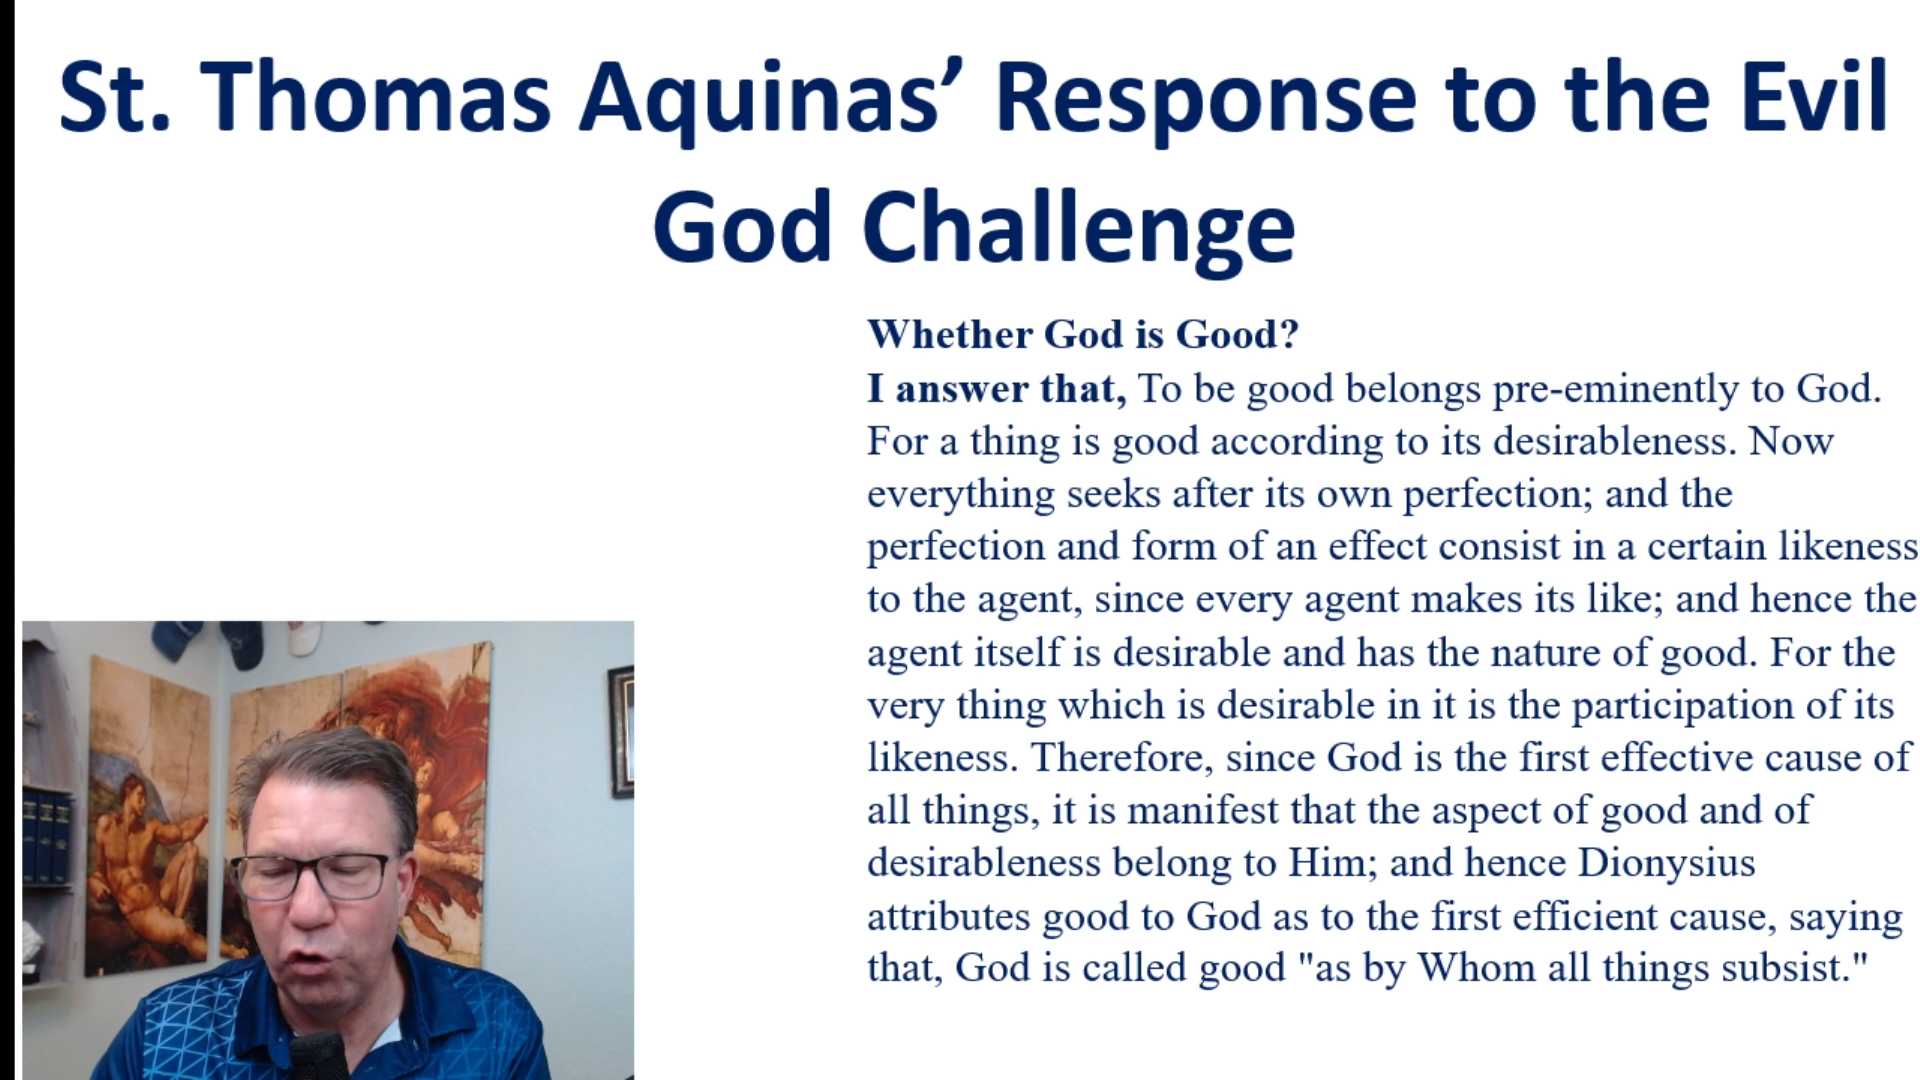 St. Thomas Aquinas’ Response to the Evil
God Challenge
Whether God is Good?
I answer that, To be good belongs pre-eminently to God.
For a thing is good according to its desirableness. Now
everything seeks after its own perfection; and the
perfection and form of an effect consist in a certain likeness
to the agent, since every agent makes its like; and hence the
agent itself is desirable and has the nature of good. For the
very thing which is desirable in it is the participation of its
likeness. Therefore, since God is the first effective cause of
all things, it is manifest that the aspect of good and of
desirableness belong to Him; and hence Dionysius
attributes good to God as to the first efficient cause, saying
that, God is called good "as by Whom all things subsist."